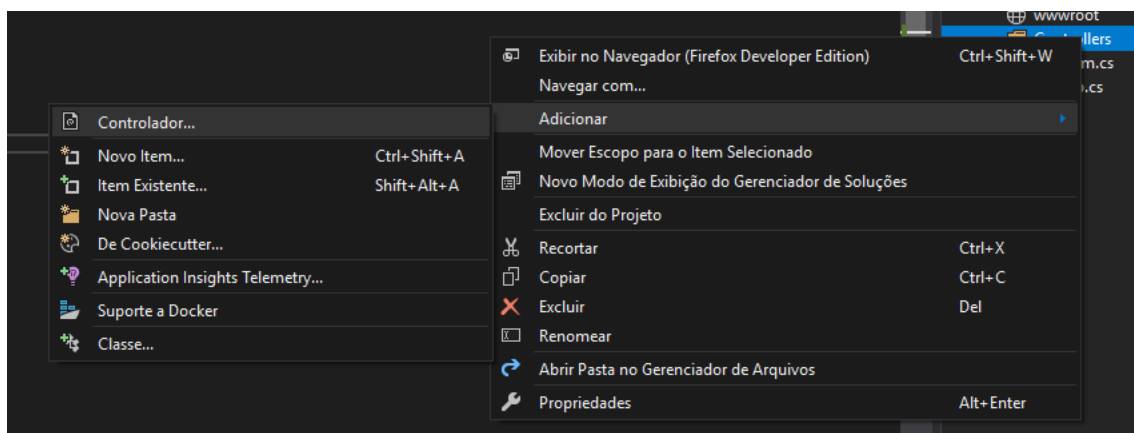 wwwroot
llers
m.cs
.cs
Exibir no Navegador (Firefox Developer Edition) Ctrl+Shift+W
Navegar com...
Adicionar
Mover Escopo para o Item Selecionado
Novo Modo de Exibição do Gerenciador de Soluções
Excluir do Projeto
Recortar Ctrl+X
Copiar Ctrl+C
Excluir Del
Renomear
Abrir Pasta no Gerenciador de Arquivos
Propriedades Alt+Enter
Controlador...
Novo Item... Ctrl+Shift+A
Item Existente... Shift+Alt+A
Nova Pasta
De Cookiecutter...
Application Insights Telemetry...
Suporte a Docker
Classe...